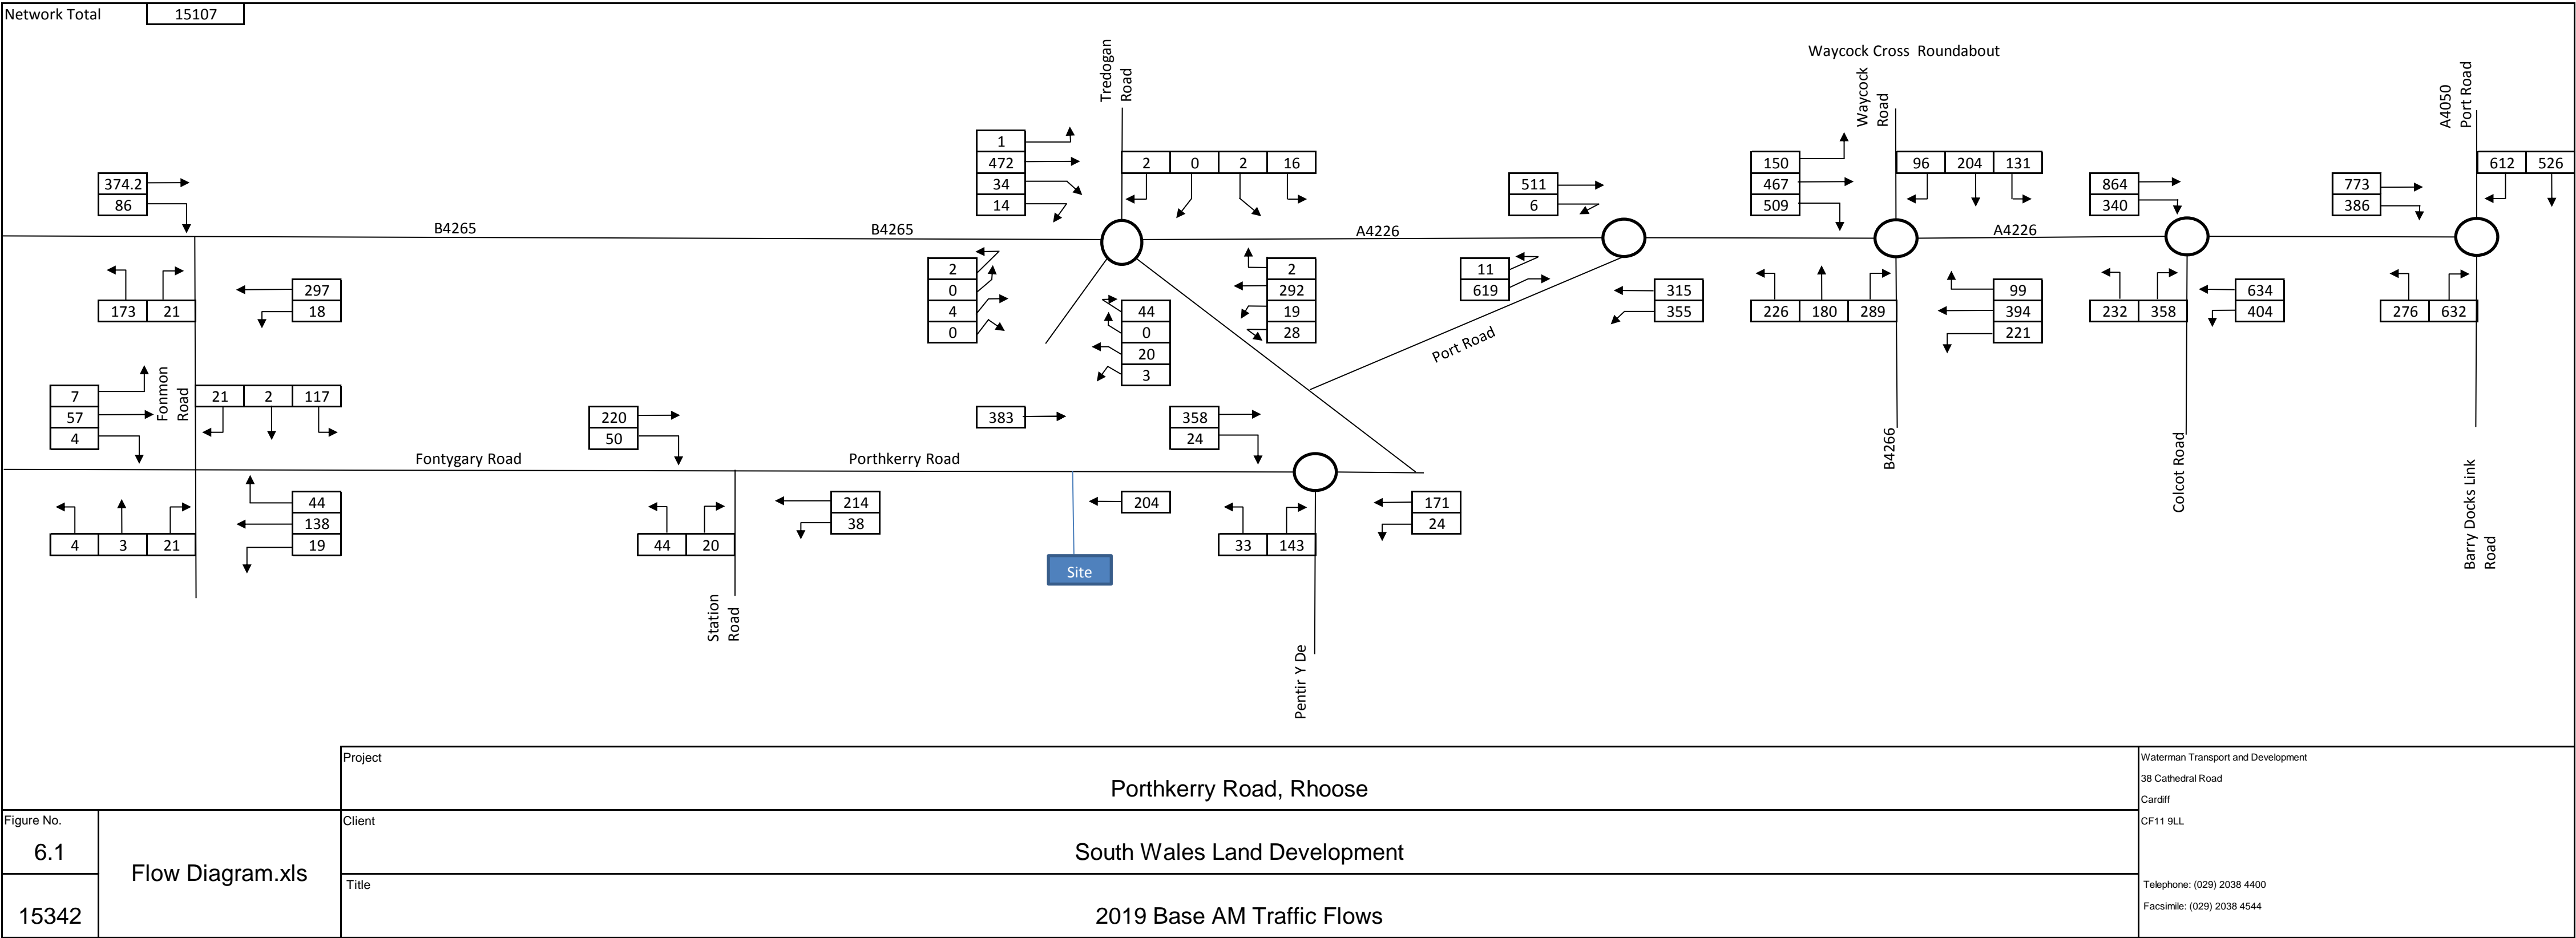 Network Total 15107
Waycock Cross Roundabout
Tredogan
Road
Waycock
Road
A4050
Port Road
1
472
34
14
2 0 2 16
150
467
509
96 204 131
612 526
374.2
86
511
6
864
340
773
386
B4265
B4265
A4226
A4226
2
0
4
0
2
292
19
28
11
619
315
355
173 21
297
18
44
0
20
3
226 180 289
99
394
221
232 358
634
404
276 632
Port Road
Fonmon
Road
7
57
4
21 2 117
220
50
383
358
24
B4266
Colcot Road
Barry Docks Link
Road
Fontygary Road
Porthkerry Road
4 3 21
44
138
19
44 20
214
38
204
33 143
171
24
Site
Station
Road
Pentir Y De
Project
Porthkerry Road, Rhoose
Waterman Transport and Development
38 Cathedral Road
Cardiff
CF11 9LL
Figure No.
6.1
Flow Diagram.xls
Client
South Wales Land Development
15342
Title
2019 Base AM Traffic Flows
Telephone: (029) 2038 4400
Facsimile: (029) 2038 4544